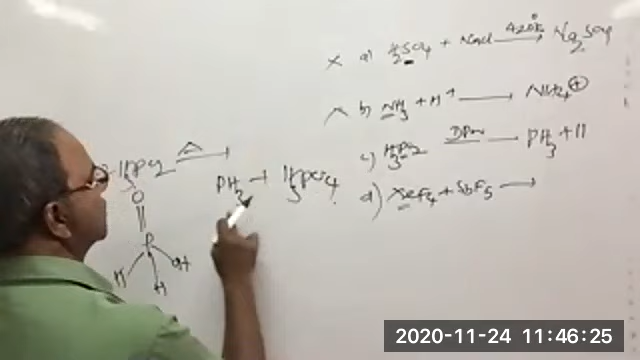 x a) H2SO4 + NaCl 420K → Na2SO4
x b) NH3 + H+ → NH4 +
c) H3PO2 DPn → PH3 +
d) XeF4 + SbF5 →
H3PO2 Δ → PH3 + H3PO4
O
P
H OH
H
2020-11-24 11:46:25